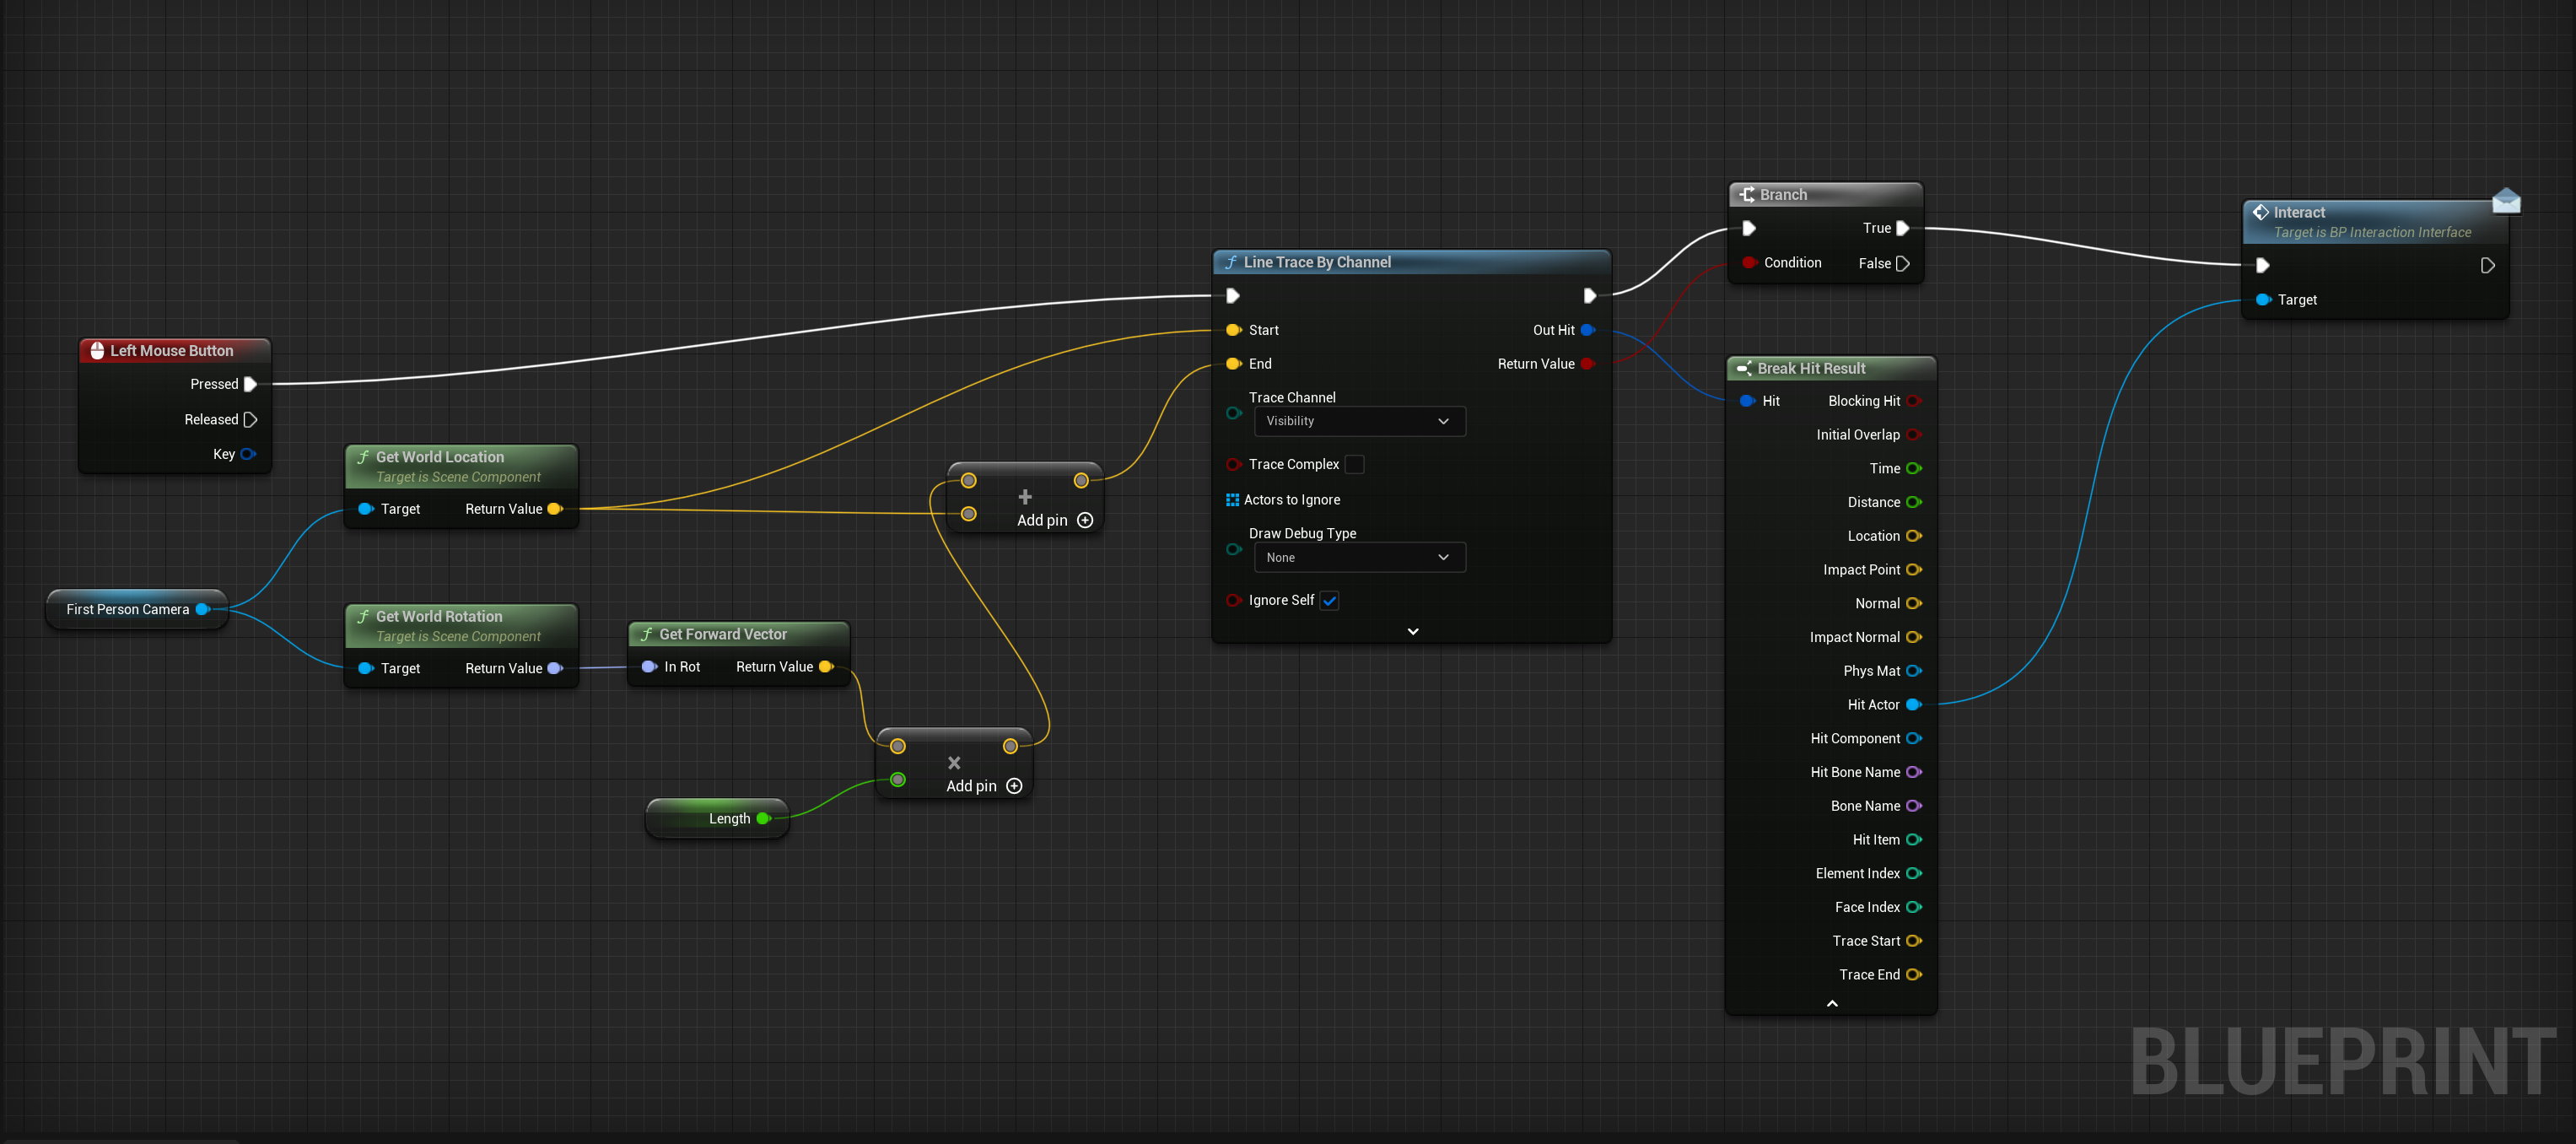 Left Mouse Button
Pressed
Released
Key
Get World Location
Target is Scene Component
Target Return Value
First Person Camera
Get World Rotation
Target is Scene Component
Target Return Value
Get Forward Vector
In Rot Return Value
Length
×
Add pin
+
Add pin
Line Trace By Channel
Start Out Hit
End Return Value
Trace Channel
Visibility
Trace Complex
Actors to Ignore
Draw Debug Type
None
Ignore Self
Branch
True
Condition False
Break Hit Result
Hit Blocking Hit
Initial Overlap
Time
Distance
Location
Impact Point
Normal
Impact Normal
Phys Mat
Hit Actor
Hit Component
Hit Bone Name
Bone Name
Hit Item
Element Index
Face Index
Trace Start
Trace End
Interact
Target is BP Interaction Interface
Target
BLUEPRINT